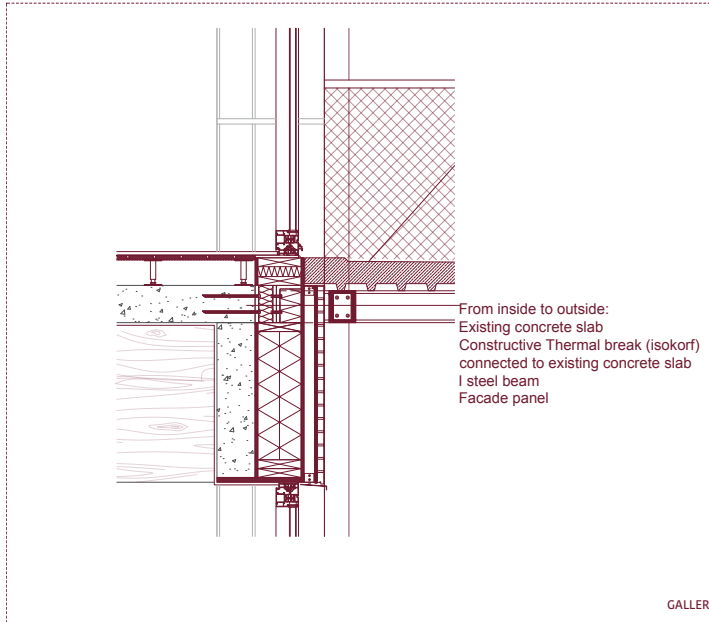 From inside to outside:
Existing concrete slab
Constructive Thermal break (isokorf)
connected to existing concrete slab
I steel beam
Facade panel
GALLER